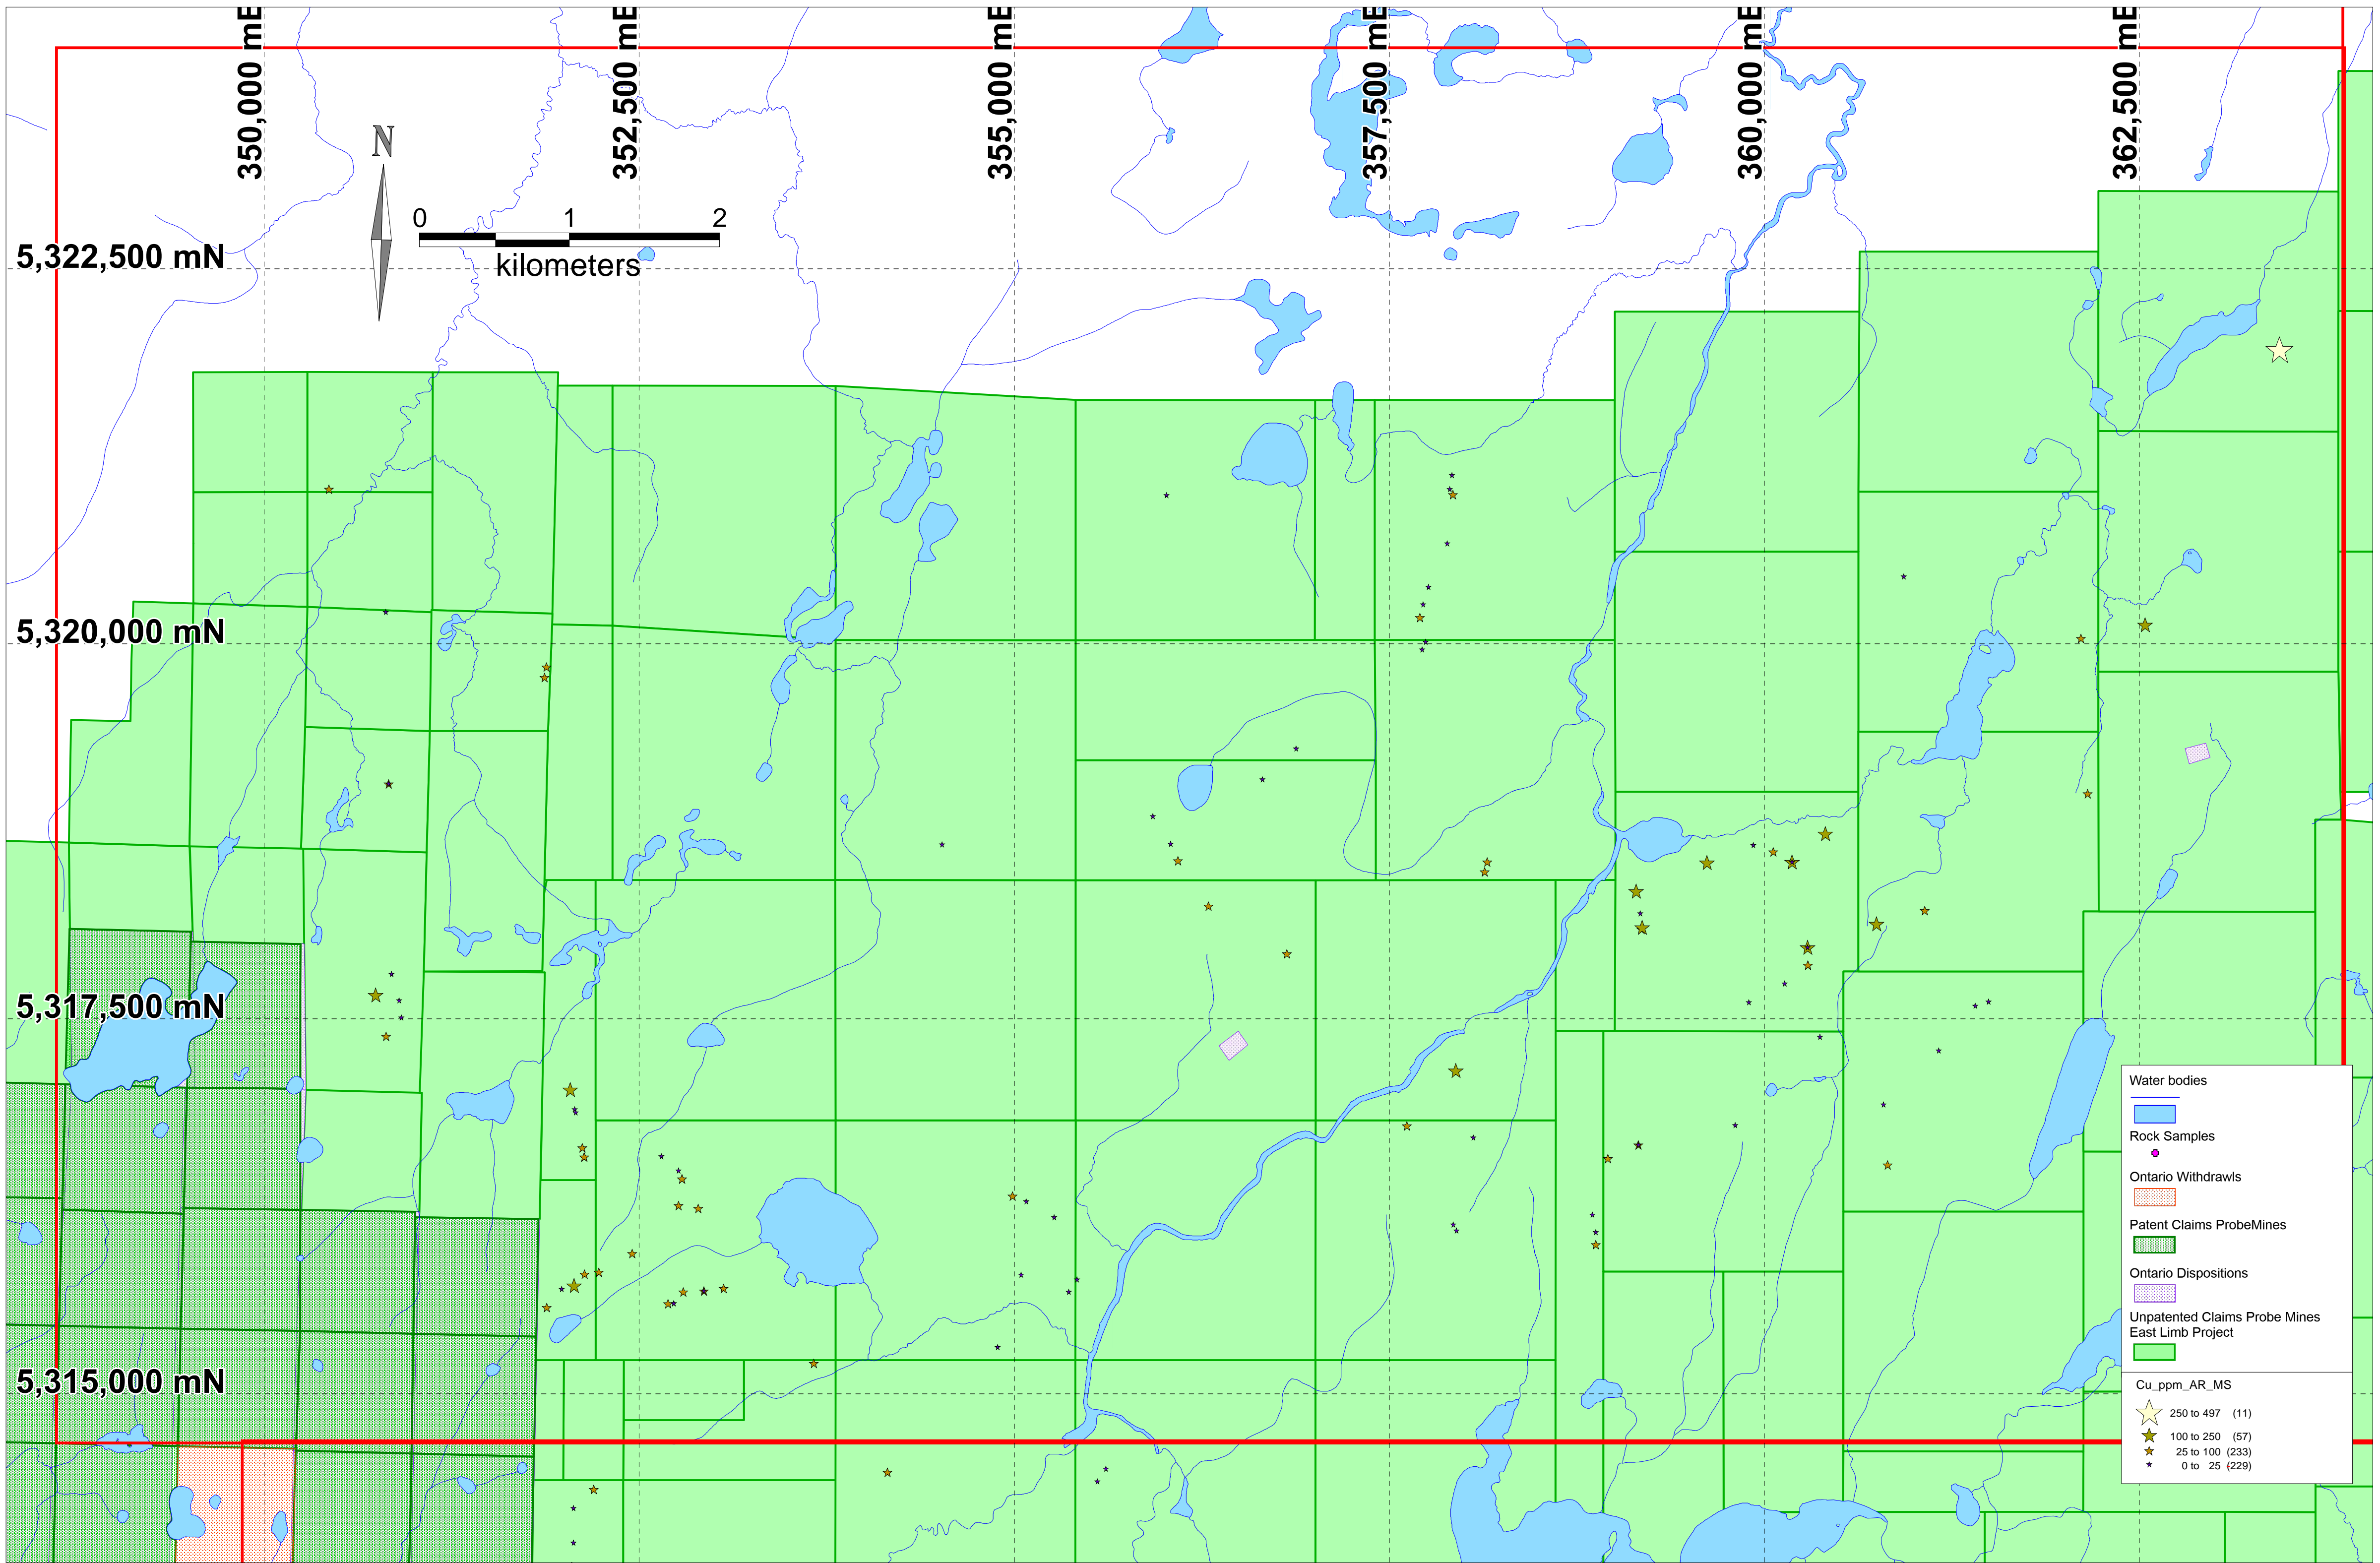 350,000 mE
352,500 mE
355,000 mE
357,500 mE
360,000 mE
362,500 mE
N
0 1 2
kilometers
5,322,500 mN
5,320,000 mN
5,317,500 mN
5,315,000 mN
Water bodies
Rock Samples
Ontario Withdrawls
Patent Claims ProbeMines
Ontario Dispositions
Unpatented Claims Probe Mines
East Limb Project
Cu_ppm_AR_MS
250 to 497 (11)
100 to 250 (57)
25 to 100 (233)
0 to 25 (229)